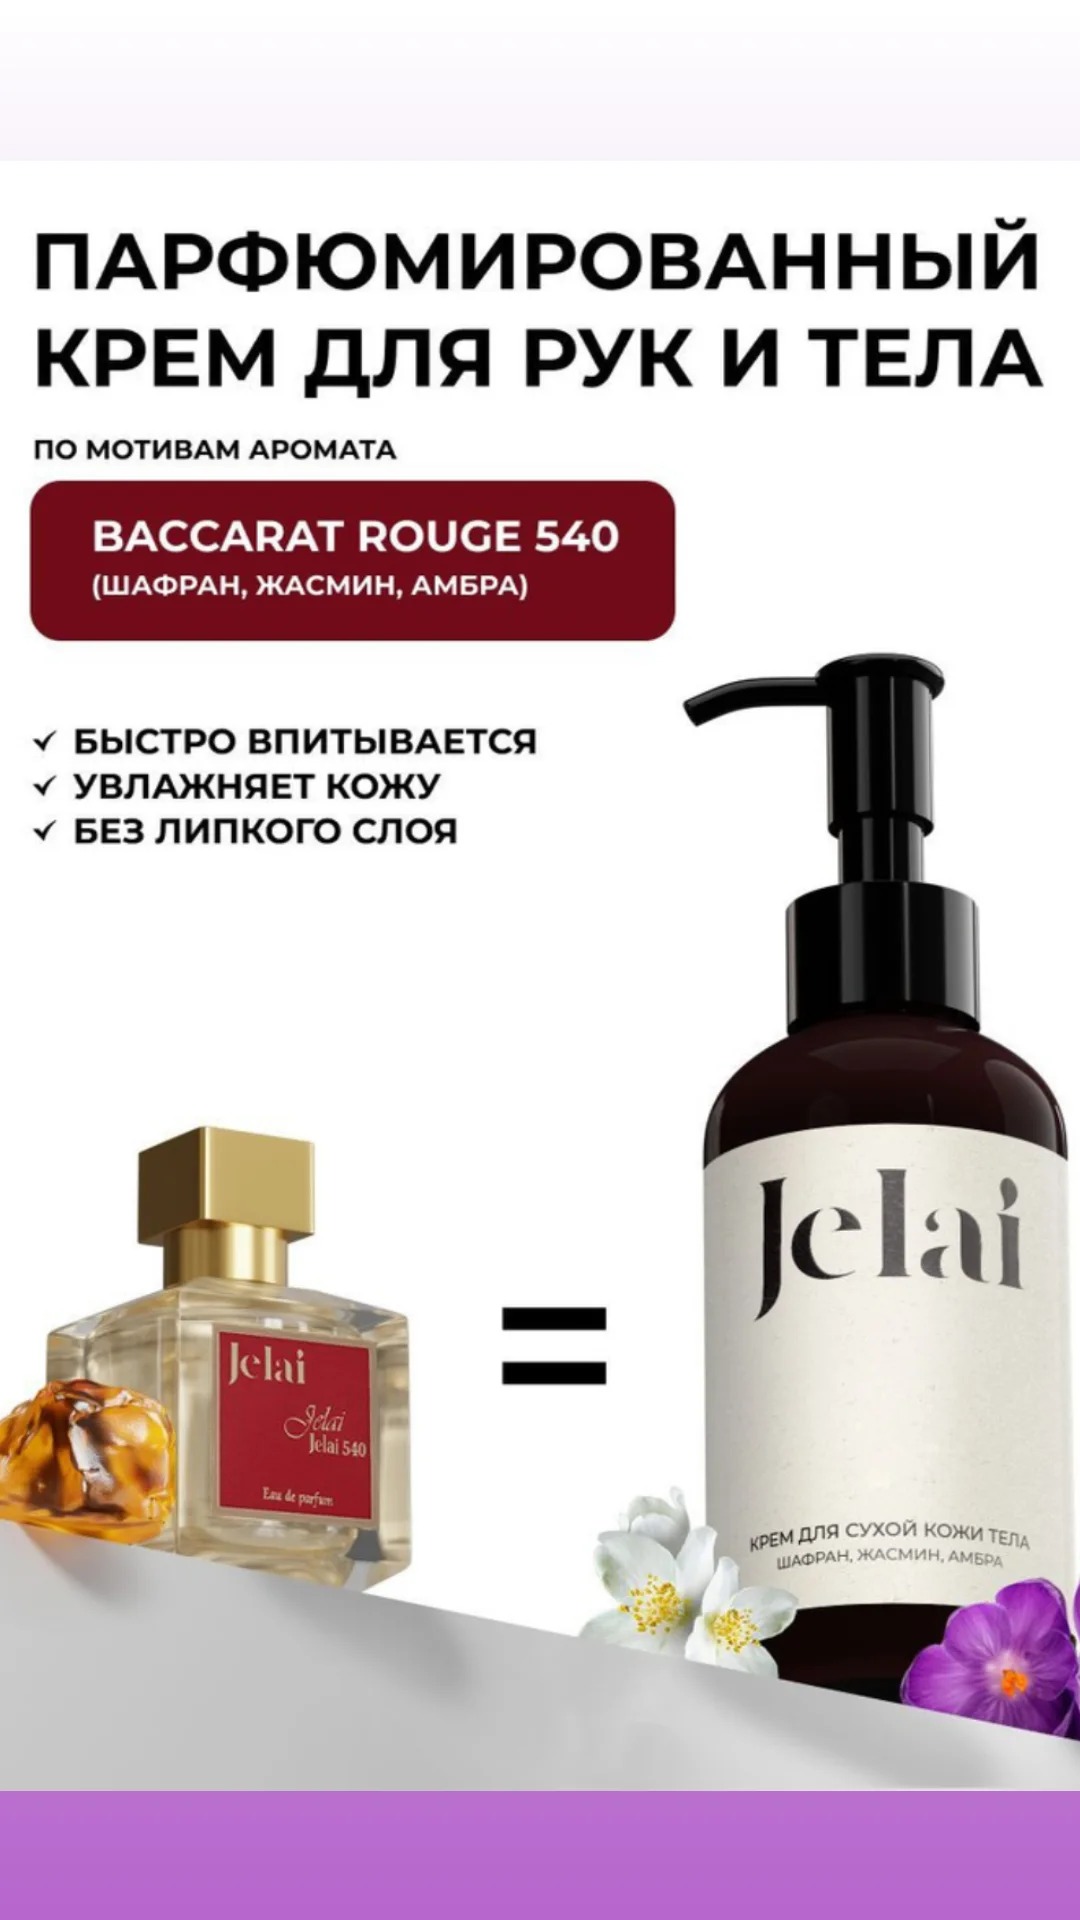 ПАРФЮМИРОВАННЫЙ
КРЕМ ДЛЯ РУК И ТЕЛА
ПО МОТИВАМ АРОМАТА
BACCARAT ROUGE 540
(ШАФРАН, ЖАСМИН, АМБРА)
✓ БЫСТРО ВПИТЫВАЕТСЯ
✓ УВЛАЖНЯЕТ КОЖУ
✓ БЕЗ ЛИПКОГО СЛОЯ
Jelai
Jelai
Jelai 540
Eau de parfum
=
Jelai
КРЕМ ДЛЯ СУХОЙ КОЖИ ТЕЛА
ШАФРАН, ЖАСМИН, АМБРА